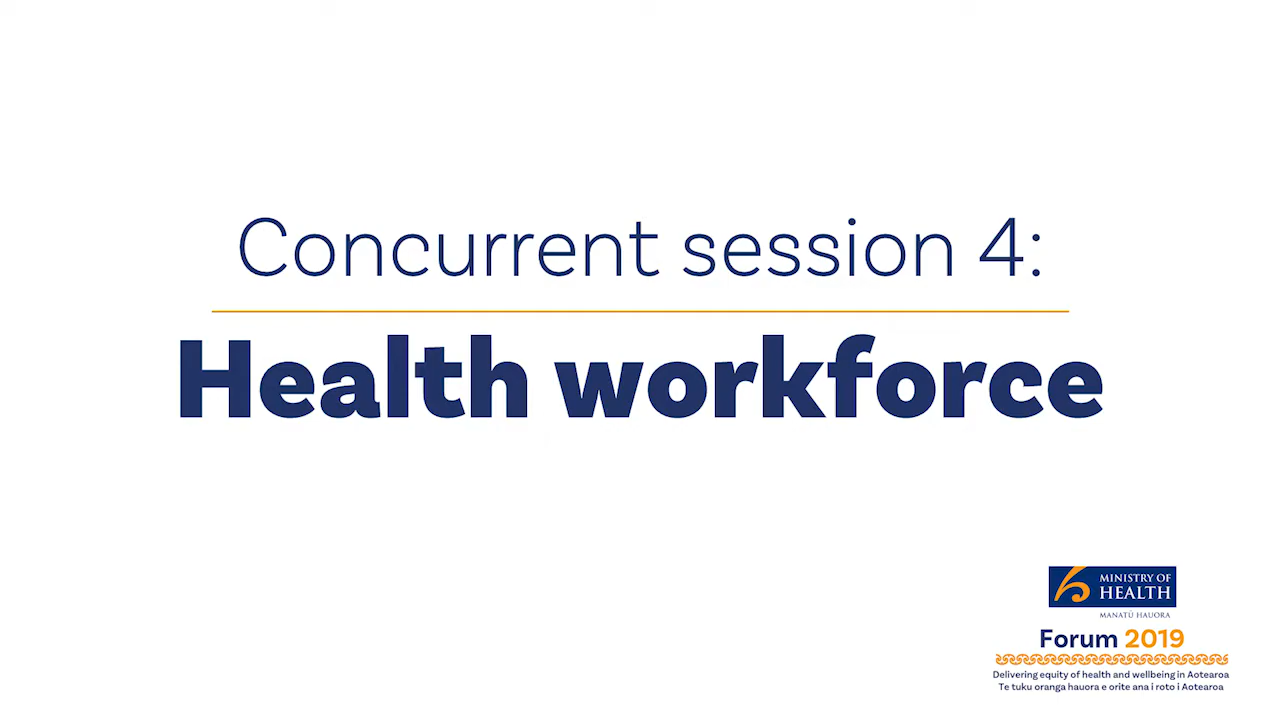 Concurrent session 4:
Health workforce
MINISTRY OF
HEALTH
MANATŪ HAUORA
Forum 2019
Delivering equity of health and wellbeing in Aotearoa
Te tuku oranga hauora e orite ana i roto i Aotearoa